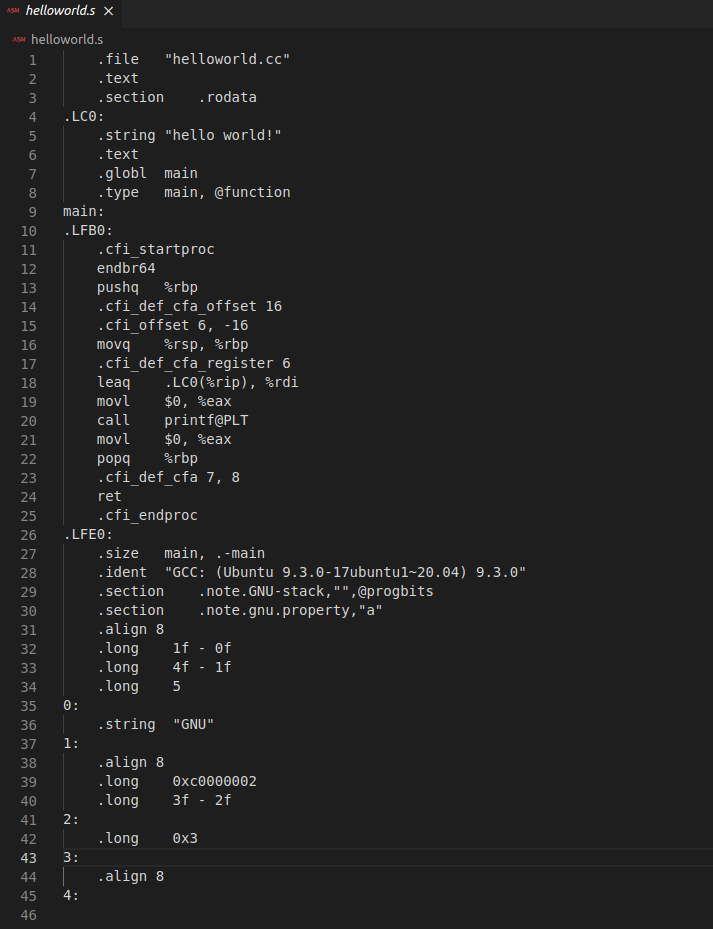 ASM helloworld.s ×
ASM helloworld.s
1 .file "helloworld.cc"
2 .text
3 .section .rodata
4 .LC0:
5 .string "hello world!"
6 .text
7 .globl main
8 .type main, @function
9 main:
10 .LFB0:
11 .cfi_startproc
12 endbr64
13 pushq %rbp
14 .cfi_def_cfa_offset 16
15 .cfi_offset 6, -16
16 movq %rsp, %rbp
17 .cfi_def_cfa_register 6
18 leaq .LC0(%rip), %rdi
19 movl $0, %eax
20 call printf@PLT
21 movl $0, %eax
22 popq %rbp
23 .cfi_def_cfa 7, 8
24 ret
25 .cfi_endproc
26 .LFE0:
27 .size main, .-main
28 .ident "GCC: (Ubuntu 9.3.0-17ubuntu1~20.04) 9.3.0"
29 .section .note.GNU-stack,"",@progbits
30 .section .note.gnu.property,"a"
31 .align 8
32 .long 1f - 0f
33 .long 4f - 1f
34 .long 5
35 0:
36 .string "GNU"
37 1:
38 .align 8
39 .long 0xc0000002
40 .long 3f - 2f
41 2:
42 .long 0x3
43 3:
44 .align 8
45 4:
46